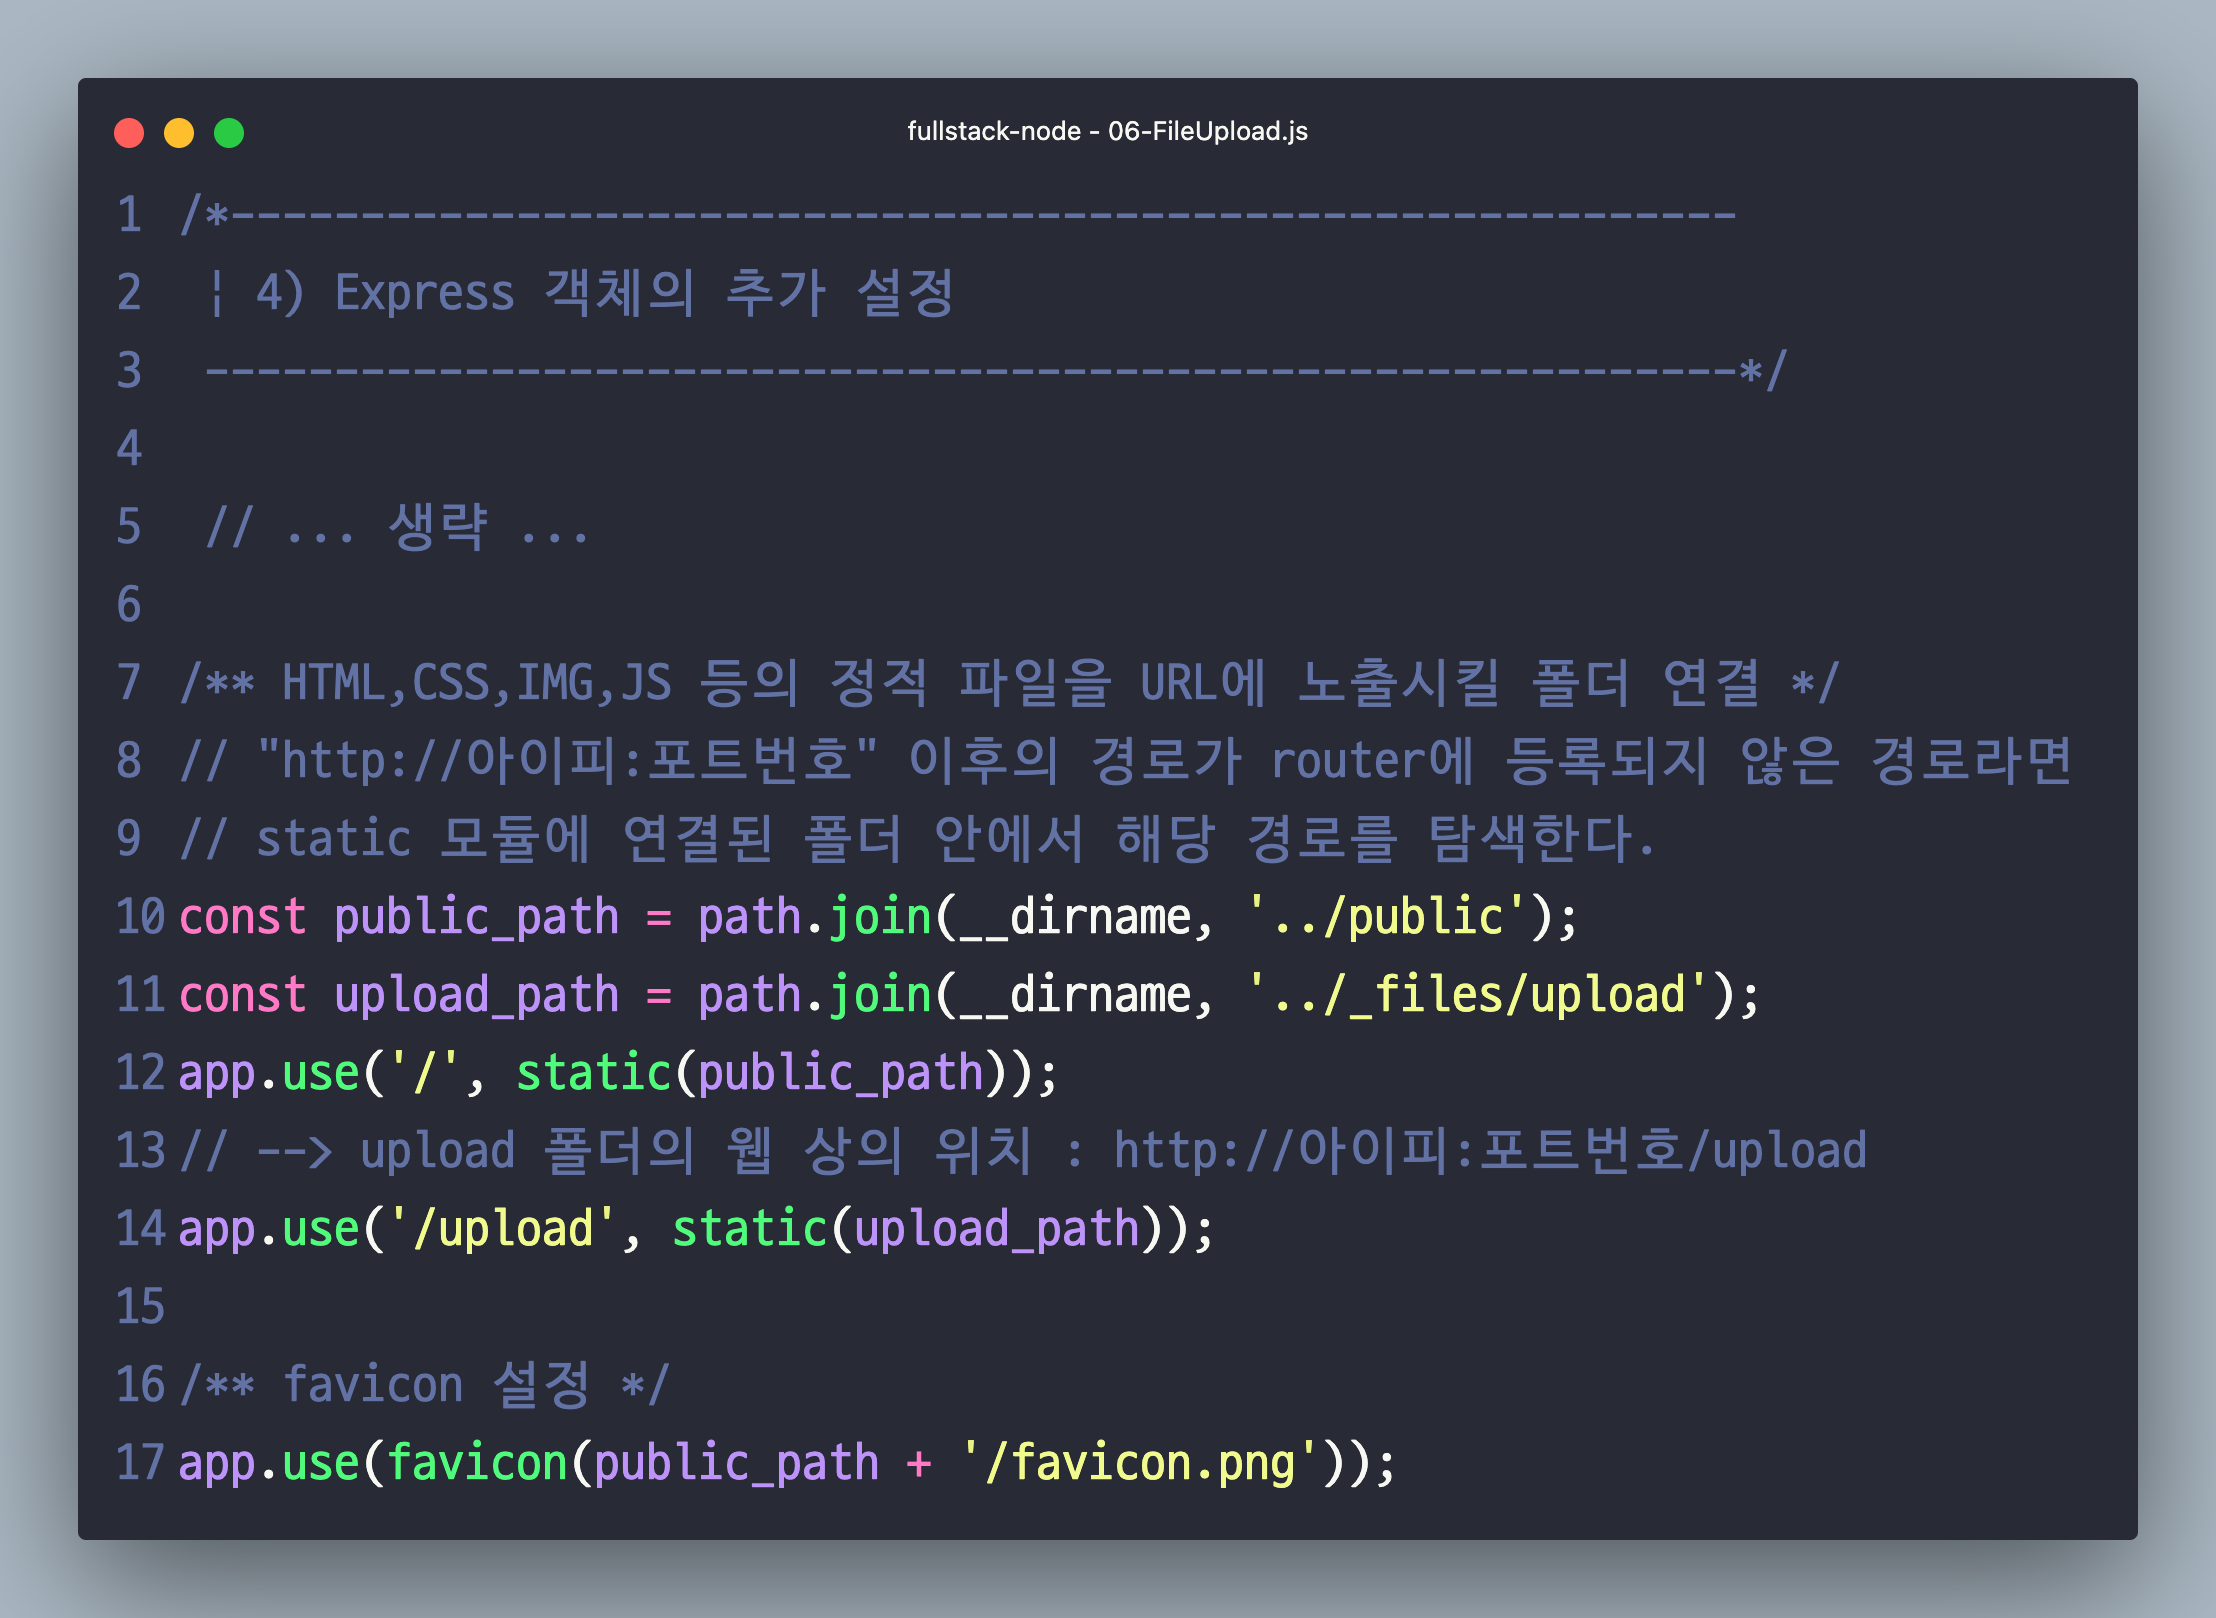 fullstack-node - 06-FileUpload.js
1 /*----------------------------------------------------------
2  | 4) Express 객체의 추가 설정
3  -----------------------------------------------------------*/
4
5  // ... 생략 ...
6
7 /** HTML,CSS,IMG,JS 등의 정적 파일을 URL에 노출시킬 폴더 연결 */
8 // "http://아이피:포트번호" 이후의 경로가 router에 등록되지 않은 경로라면
9 // static 모듈에 연결된 폴더 안에서 해당 경로를 탐색한다.
10 const public_path = path.join(__dirname, '../public');
11 const upload_path = path.join(__dirname, '../_files/upload');
12 app.use('/', static(public_path));
13 // --> upload 폴더의 웹 상의 위치 : http://아이피:포트번호/upload
14 app.use('/upload', static(upload_path));
15
16 /** favicon 설정 */
17 app.use(favicon(public_path + '/favicon.png'));